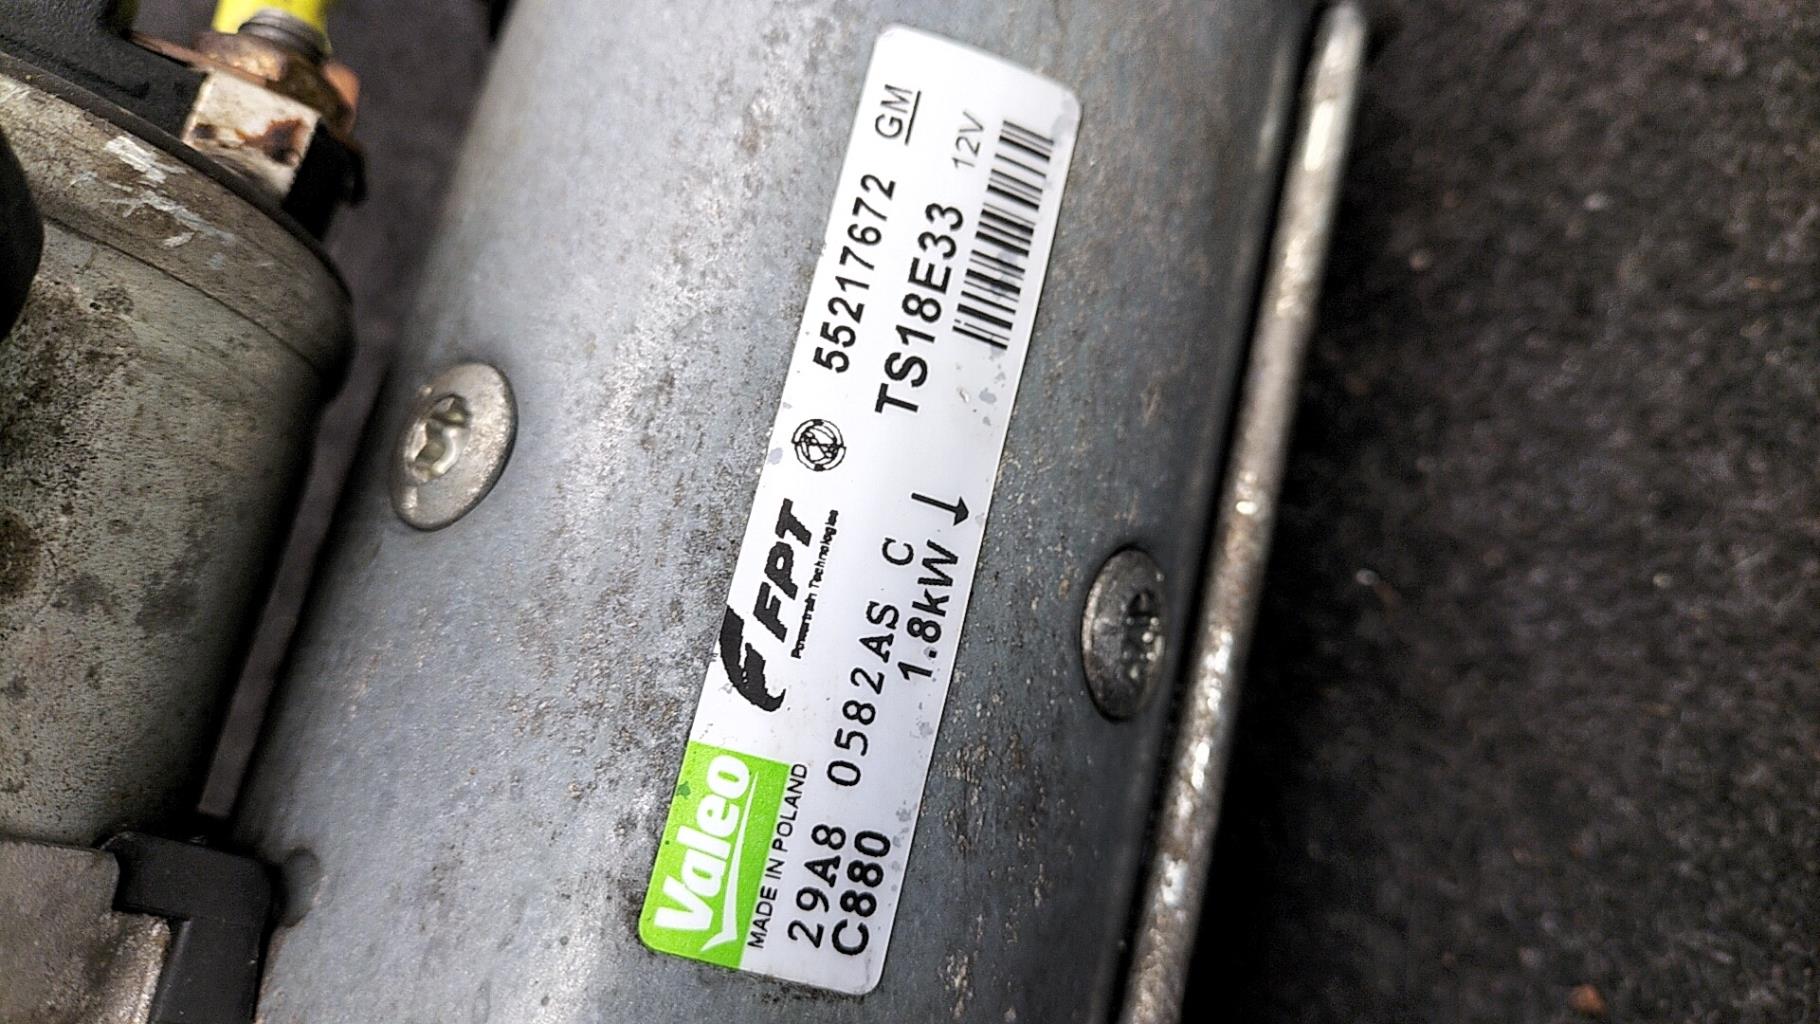 Valeo
MADE IN POLAND
FPT
Powertrain Technologies
55217672 GM
29A8 0582AS C
TS18E33 12V
C880 1.8kW